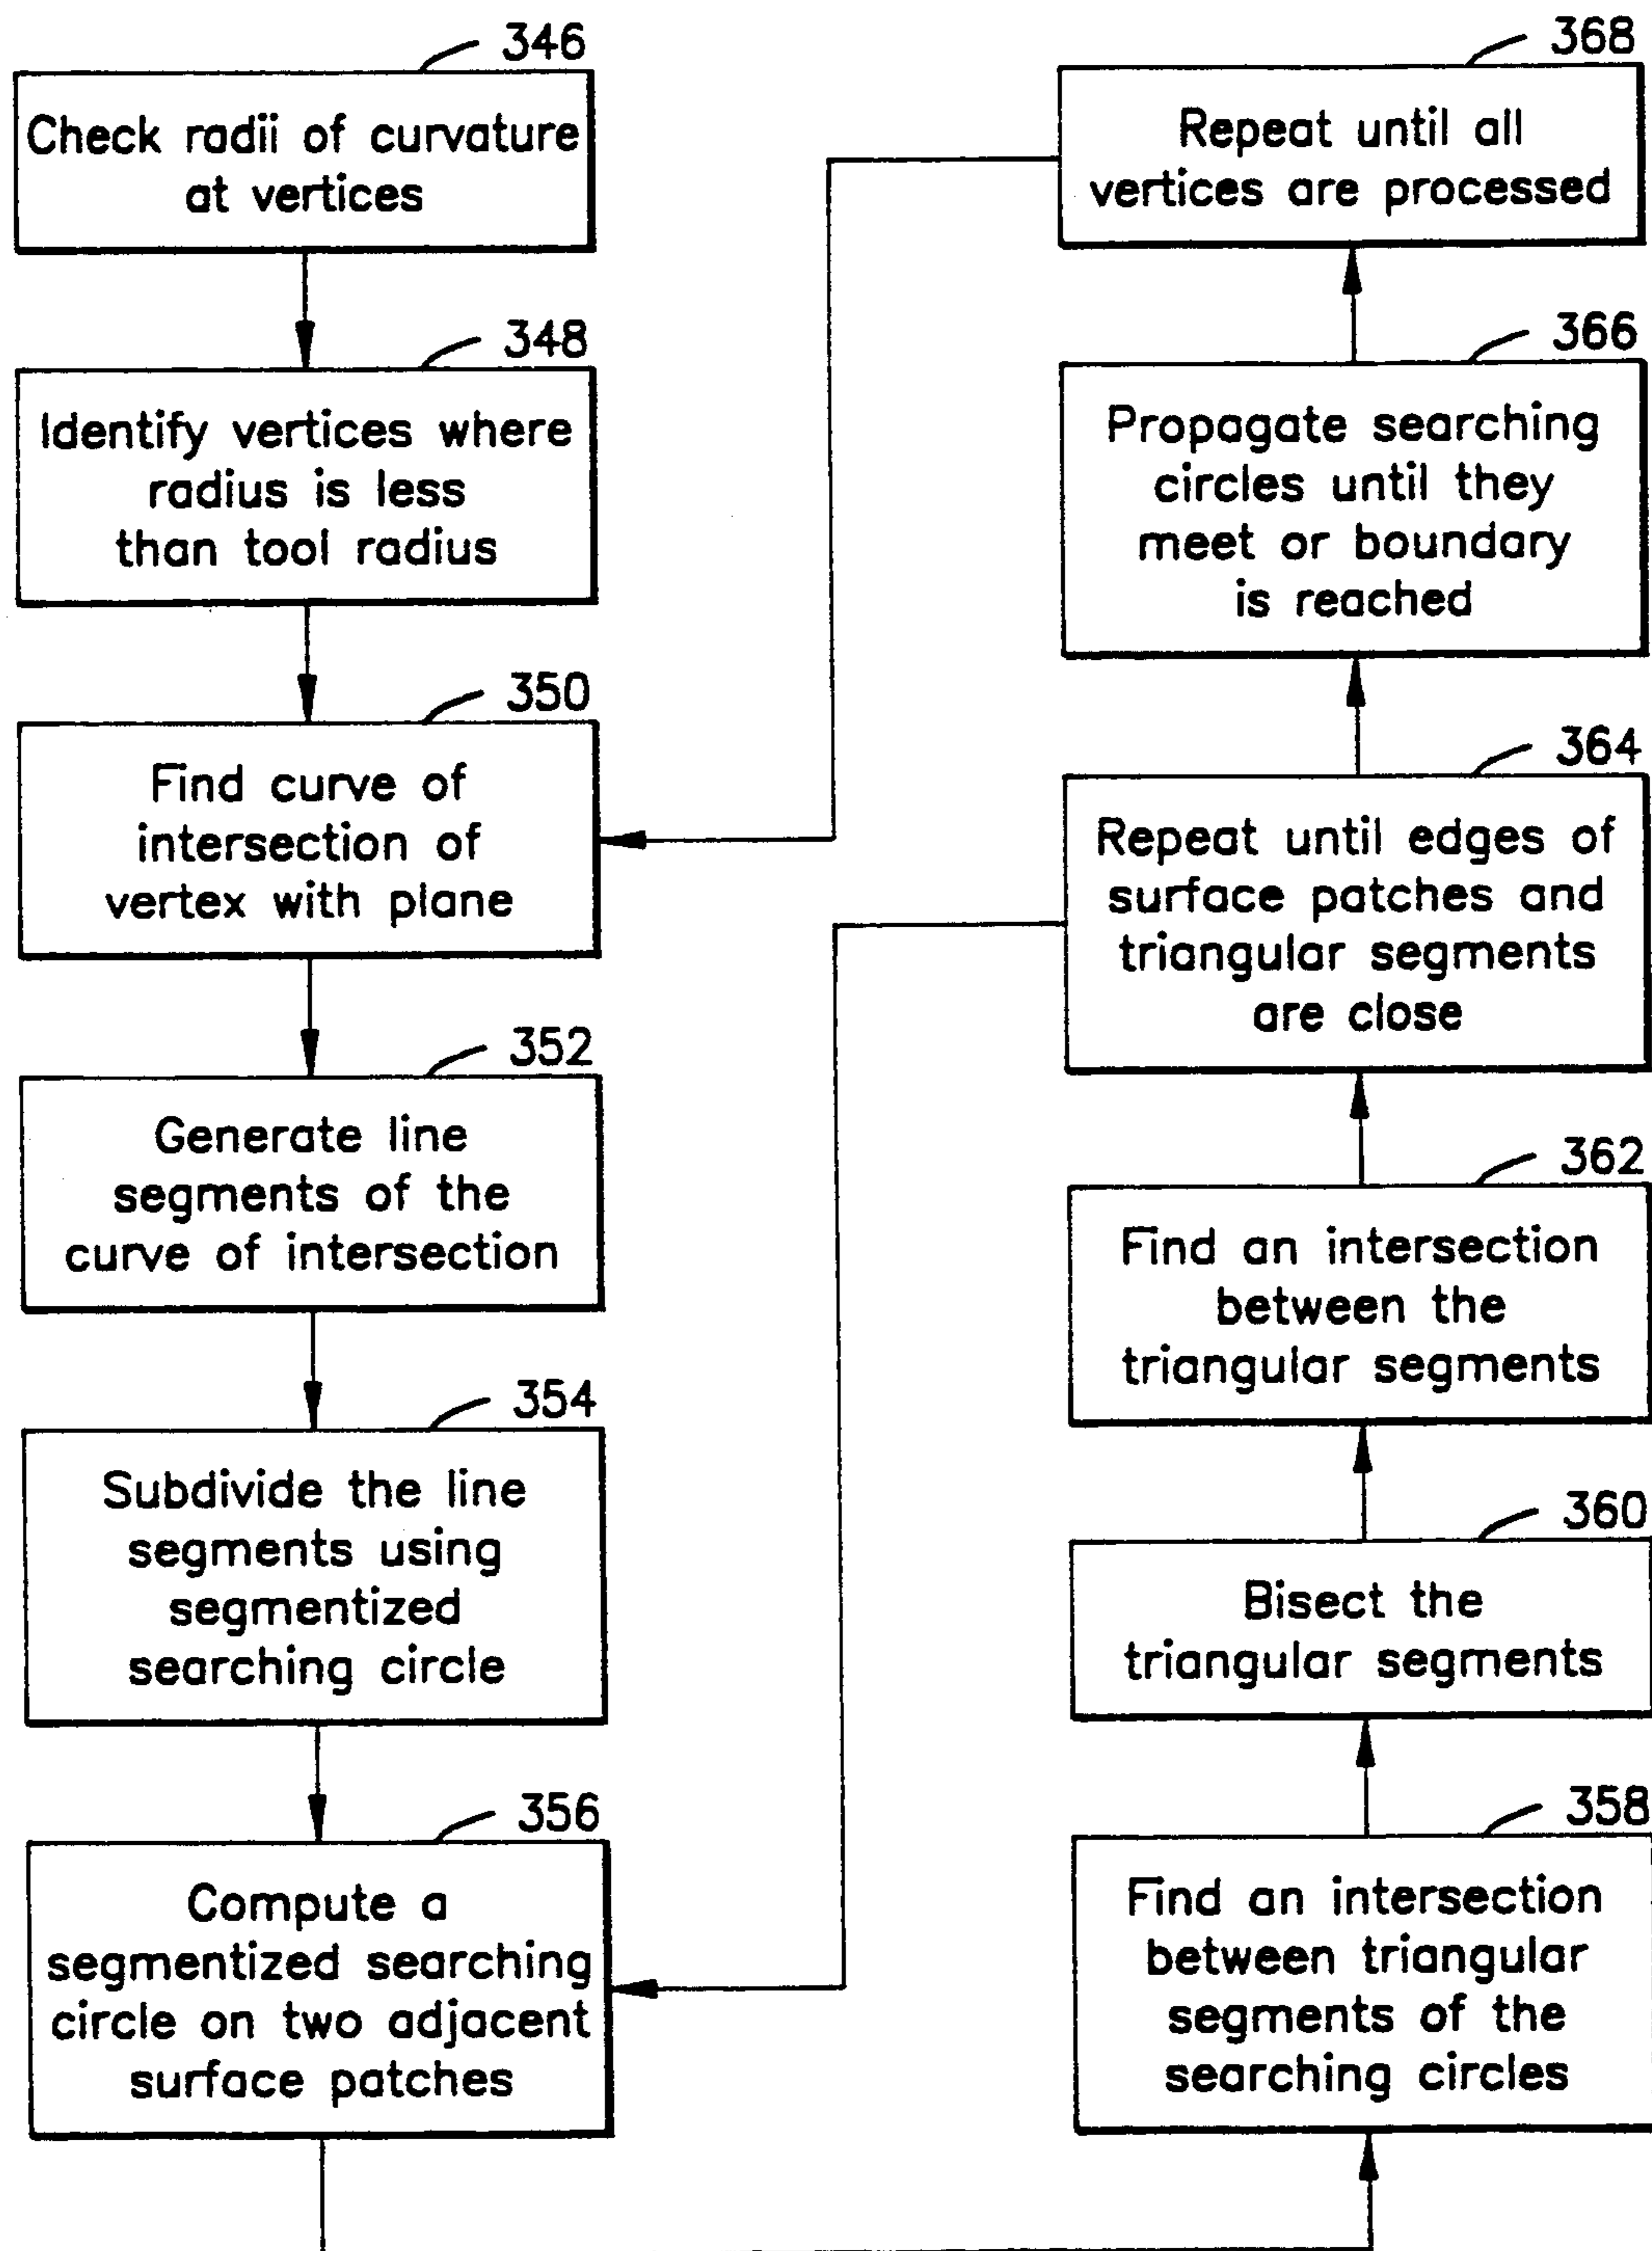 346
Check radii of curvature
at vertices
348
Identify vertices where
radius is less
than tool radius
350
Find curve of
intersection of
vertex with plane
352
Generate line
segments of the
curve of intersection
354
Subdivide the line
segments using
segmentized
searching circle
356
Compute a
segmentized searching
circle on two adjacent
surface patches
358
Find an intersection
between triangular
segments of the
searching circles
360
Bisect the
triangular segments
362
Find an intersection
between the
triangular segments
364
Repeat until edges of
surface patches and
triangular segments
are close
366
Propagate searching
circles until they
meet or boundary
is reached
368
Repeat until all
vertices are processed